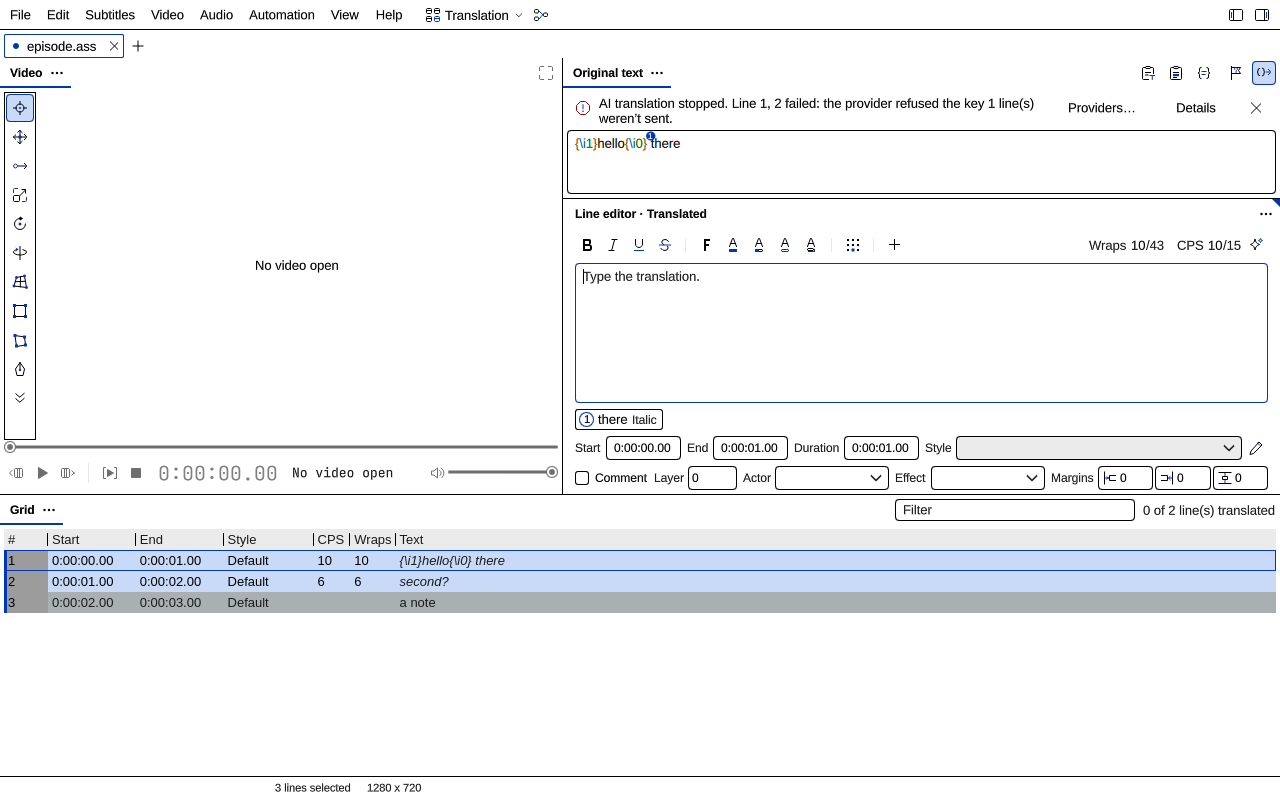 File Edit Subtitles Video Audio Automation View Help Translation
episode.ass
Video ···
Original text ···
AI translation stopped. Line 1, 2 failed: the provider refused the key 1 line(s)
weren't sent.
Providers… Details
{\i1}hello{\i0} there
1
Line editor · Translated
B I U S F A A A A
Wraps 10/43 CPS 10/15
Type the translation.
No video open
1 there Italic
Start 0:00:00.00 End 0:00:01.00 Duration 0:00:01.00 Style
0:00:00.00 No video open
Comment Layer 0 Actor Effect Margins 0 0 0
Grid ···
Filter
0 of 2 line(s) translated
# Start End Style CPS Wraps Text
1 0:00:00.00 0:00:01.00 Default 10 10 {\i1}hello{\i0} there
2 0:00:01.00 0:00:02.00 Default 6 6 second?
3 0:00:02.00 0:00:03.00 Default a note
3 lines selected 1280 x 720